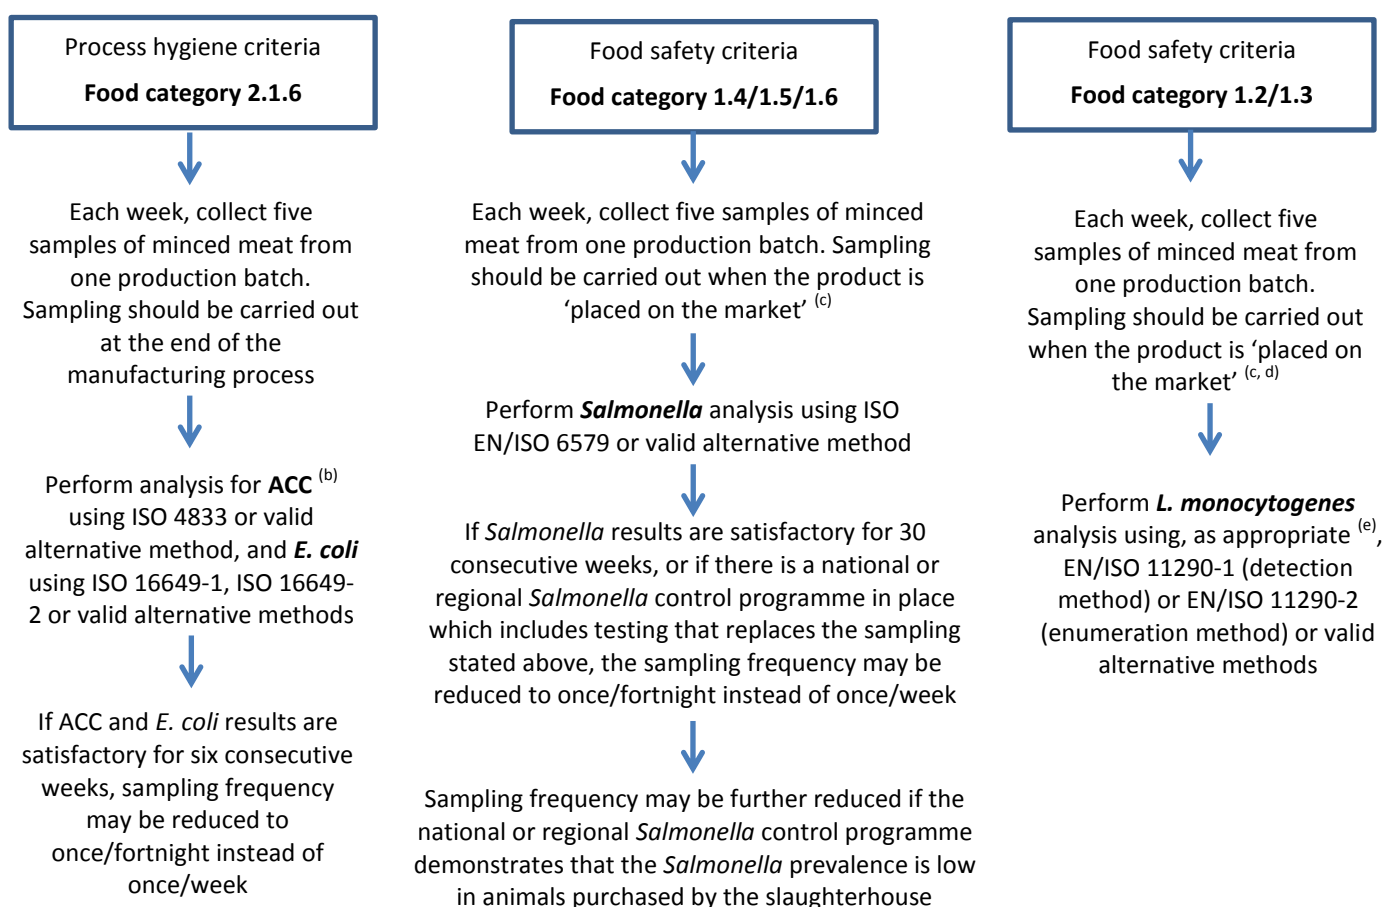 Process hygiene criteria
Food category 2.1.6
Each week, collect five
samples of minced meat from
one production batch.
Sampling should be carried out
at the end of the
manufacturing process
Perform analysis for ACC (b)
using ISO 4833 or valid
alternative method, and E. coli
using ISO 16649-1, ISO 16649-
2 or valid alternative methods
If ACC and E. coli results are
satisfactory for six consecutive
weeks, sampling frequency
may be reduced to
once/fortnight instead of
once/week
Food safety criteria
Food category 1.4/1.5/1.6
Each week, collect five samples of minced
meat from one production batch. Sampling
should be carried out when the product is
‘placed on the market’ (c)
Perform Salmonella analysis using ISO
EN/ISO 6579 or valid alternative method
If Salmonella results are satisfactory for 30
consecutive weeks, or if there is a national or
regional Salmonella control programme in place
which includes testing that replaces the sampling
stated above, the sampling frequency may be
reduced to once/fortnight instead of once/week
Sampling frequency may be further reduced if the
national or regional Salmonella control programme
demonstrates that the Salmonella prevalence is low
in animals purchased by the slaughterhouse
Food safety criteria
Food category 1.2/1.3
Each week, collect five
samples of minced meat from
one production batch.
Sampling should be carried out
when the product is ‘placed on
the market’ (c, d)
Perform L. monocytogenes
analysis using, as appropriate (e),
EN/ISO 11290-1 (detection
method) or EN/ISO 11290-2
(enumeration method) or valid
alternative methods